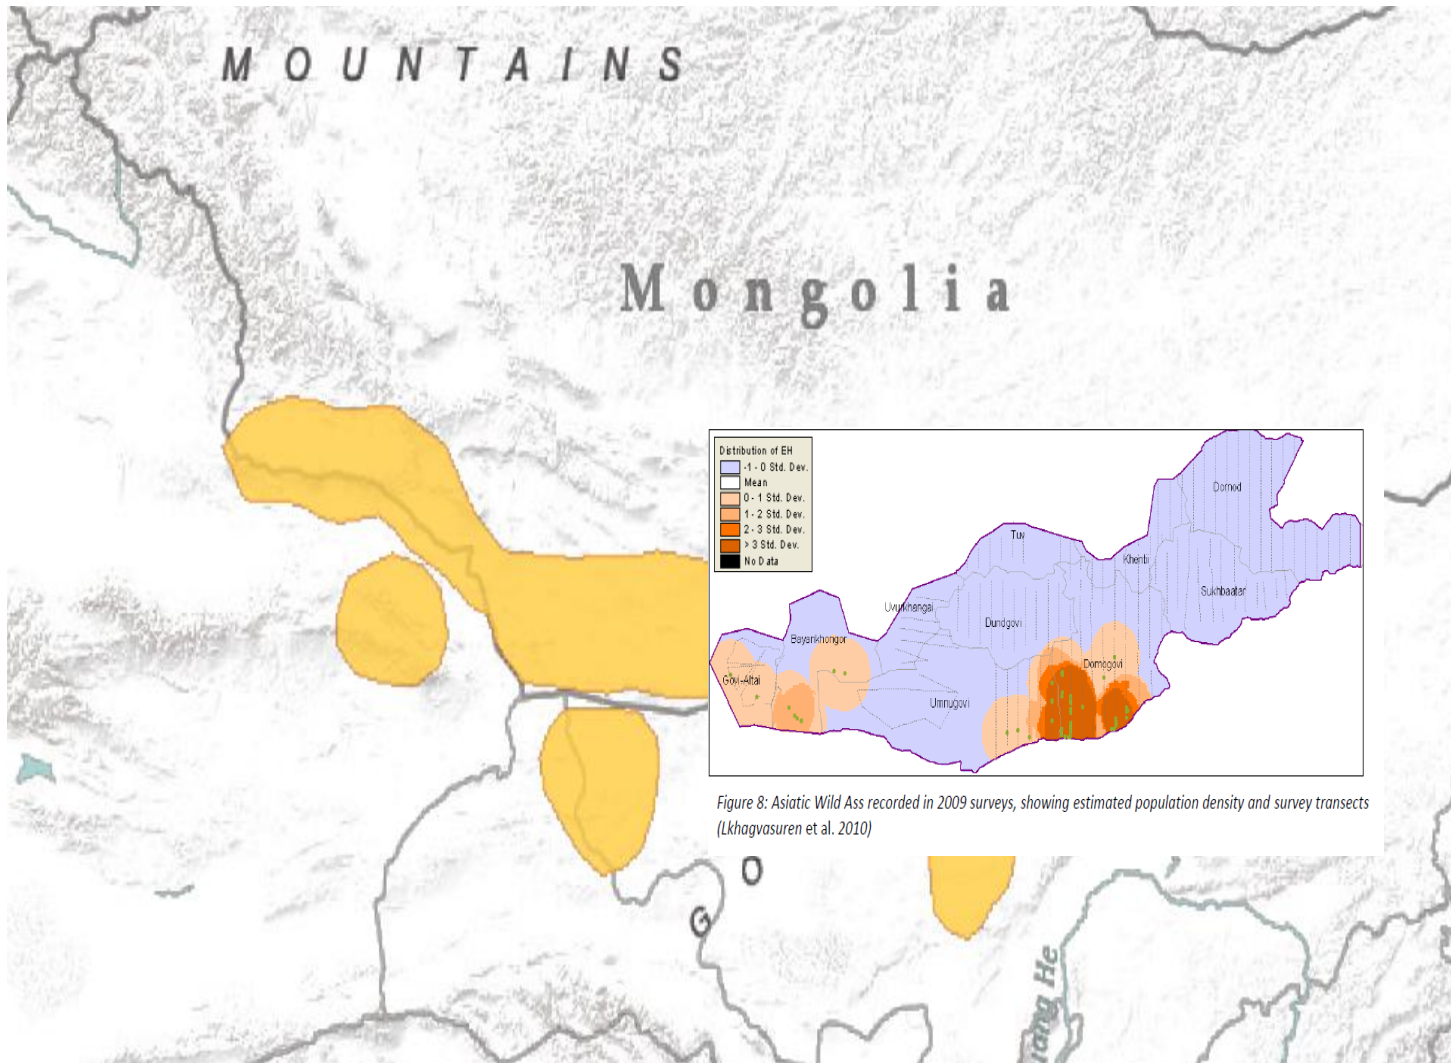 MOUNTAINS
Mongolia
Distribution of EH
-1 - 0 Std. Dev.
Mean
0 - 1 Std. Dev.
1 - 2 Std. Dev.
2 - 3 Std. Dev.
> 3 Std. Dev.
No Data
Dornod
Tuv
Khentii
Sukhbaatar
Uvurkhangai
Dundgovi
Bayankhongor
Dornogovi
Govi-Altai
Umnugovi
Figure 8: Asiatic Wild Ass recorded in 2009 surveys, showing estimated population density and survey transects
(Lkhagvasuren et al. 2010)
G O
He